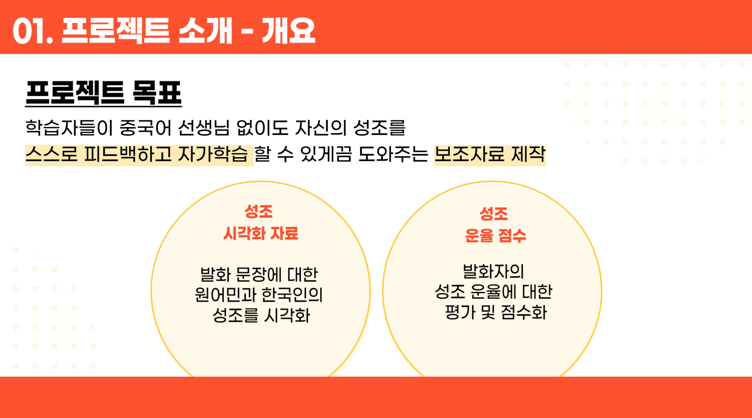 01. 프로젝트 소개 - 개요
프로젝트 목표
학습자들이 중국어 선생님 없이도 자신의 성조를
스스로 피드백하고 자가학습 할 수 있게끔 도와주는 보조자료 제작
성조
시각화 자료
발화 문장에 대한
원어민과 한국인의
성조를 시각화
성조
운율 점수
발화자의
성조 운율에 대한
평가 및 점수화